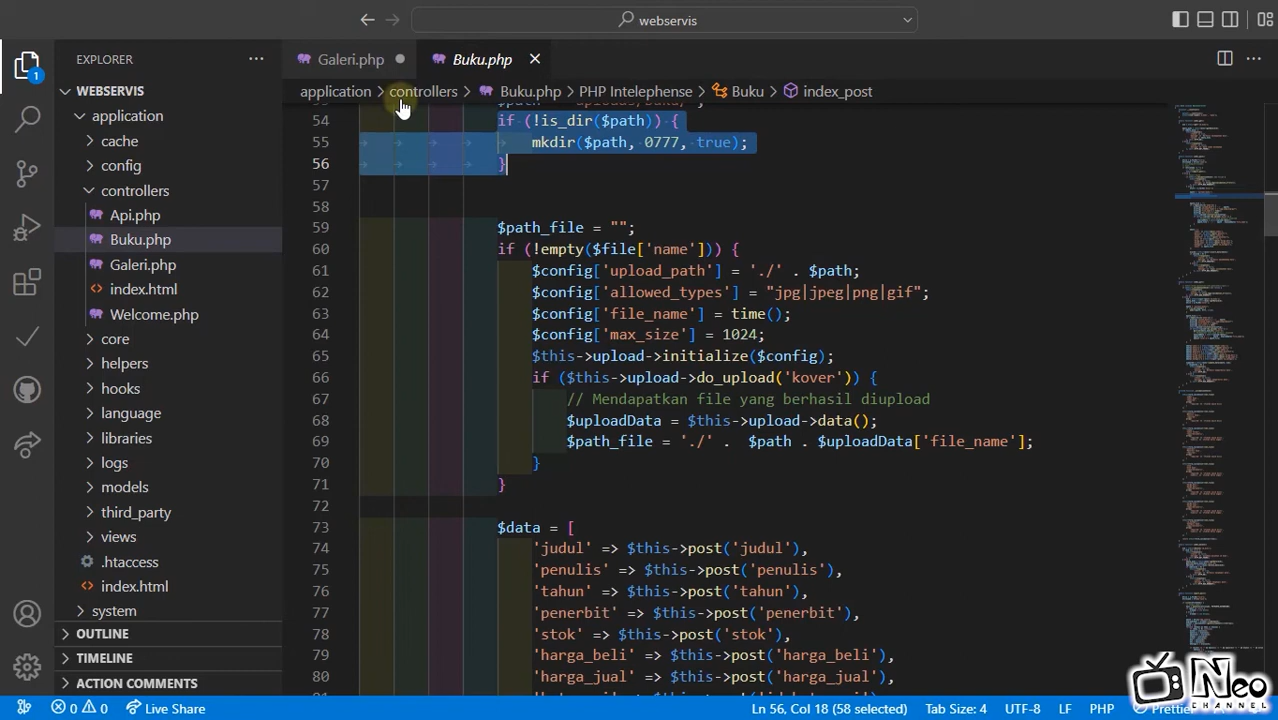 webservis
EXPLORER
Galeri.php
Buku.php
1
WEBSERVIS
application > controllers > Buku.php > PHP Intelephense > Buku > index_post
application
cache
config
controllers
Api.php
Buku.php
Galeri.php
index.html
Welcome.php
core
helpers
hooks
language
libraries
logs
models
third_party
views
.htaccess
index.html
system
OUTLINE
TIMELINE
ACTION CONMENTS
54 if (!is_dir($path)) {
55 mkdir($path, 0777, true);
56 }
57
58
59 $path_file = "";
60 if (!empty($file['name'])) {
61 $config['upload_path'] = './' . $path;
62 $config['allowed_types'] = "jpg|jpeg|png|gif";
63 $config['file_name'] = time();
64 $config['max_size'] = 1024;
65 $this->upload->initialize($config);
66 if ($this->upload->do_upload('kover')) {
67 // Mendapatkan file yang berhasil diupload
68 $uploadData = $this->upload->data();
69 $path_file = './' .  $path . $uploadData['file_name'];
70 }
71 }
72
73 $data = [
74 'judul' => $this->post('judul'),
75 'penulis' => $this->post('penulis'),
76 'tahun' => $this->post('tahun'),
77 'penerbit' => $this->post('penerbit'),
78 'stok' => $this->post('stok'),
79 'harga_beli' => $this->post('harga_beli'),
80 'harga_jual' => $this->post('harga_jual'),
0 0
Live Share
Ln 56, Col 18 (58 selected)
Tab Size: 4
UTF-8
LF
PHP
Neo
CHANNEL